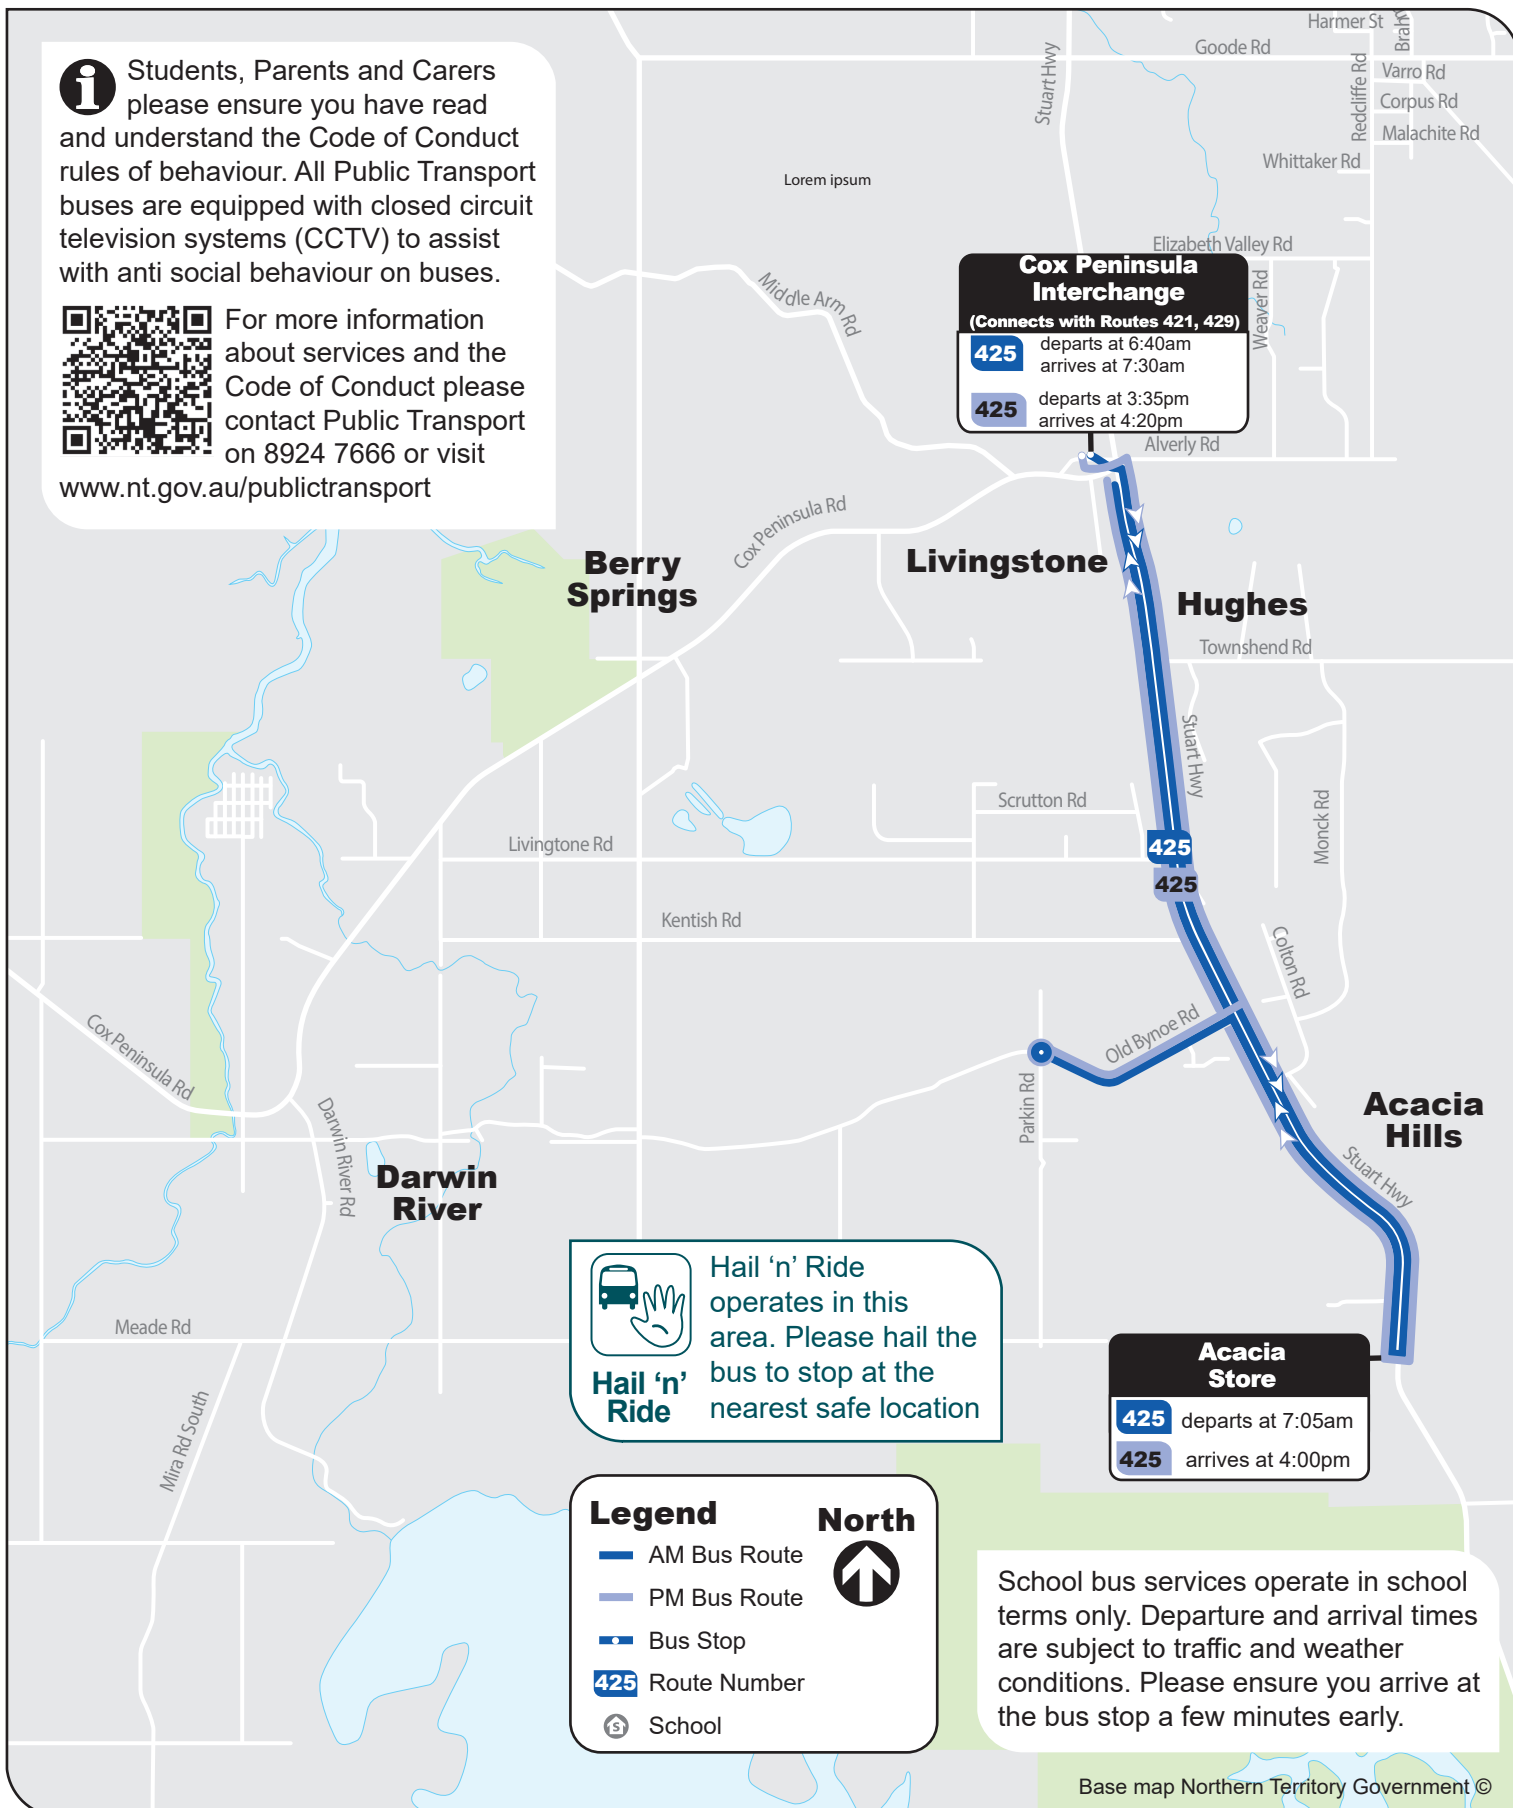 Students, Parents and Carers
please ensure you have read
and understand the Code of Conduct
rules of behaviour. All Public Transport
buses are equipped with closed circuit
television systems (CCTV) to assist
with anti social behaviour on buses.
For more information
about services and the
Code of Conduct please
contact Public Transport
on 8924 7666 or visit
www.nt.gov.au/publictransport
Harmer St
Brah
Goode Rd
Stuart Hwy
Redcliffe Rd
Varro Rd
Corpus Rd
Malachite Rd
Whittaker Rd
Lorem ipsum
Elizabeth Valley Rd
Weaver Rd
Middle Arm Rd
Cox Peninsula
Interchange
(Connects with Routes 421, 429)
425 departs at 6:40am
arrives at 7:30am
425 departs at 3:35pm
arrives at 4:20pm
Alverly Rd
Cox Peninsula Rd
Berry
Springs
Livingstone
Hughes
Townshend Rd
Stuart Hwy
Scrutton Rd
Monck Rd
Livingtone Rd
425
425
Kentish Rd
Colton Rd
Old Bynoe Rd
Cox Peninsula Rd
Parkin Rd
Darwin River Rd
Acacia
Hills
Stuart Hwy
Darwin
River
Hail ‘n’ Ride
operates in this
area. Please hail the
bus to stop at the
nearest safe location
Hail ‘n’
Ride
Meade Rd
Mira Rd South
Acacia
Store
425 departs at 7:05am
425 arrives at 4:00pm
Legend
North
AM Bus Route
PM Bus Route
Bus Stop
425 Route Number
S School
School bus services operate in school
terms only. Departure and arrival times
are subject to traffic and weather
conditions. Please ensure you arrive at
the bus stop a few minutes early.
Base map Northern Territory Government ©